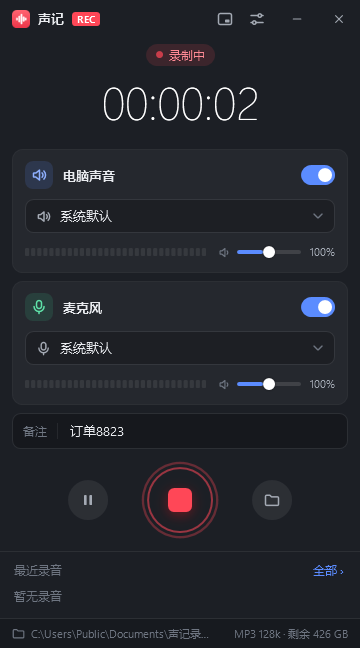 声记 REC
录制中
00:00:02
电脑声音
系统默认
100%
麦克风
系统默认
100%
备注 订单8823
最近录音 全部 ›
暂无录音
C:\Users\Public\Documents\声记录... MP3 128k · 剩余 426 GB